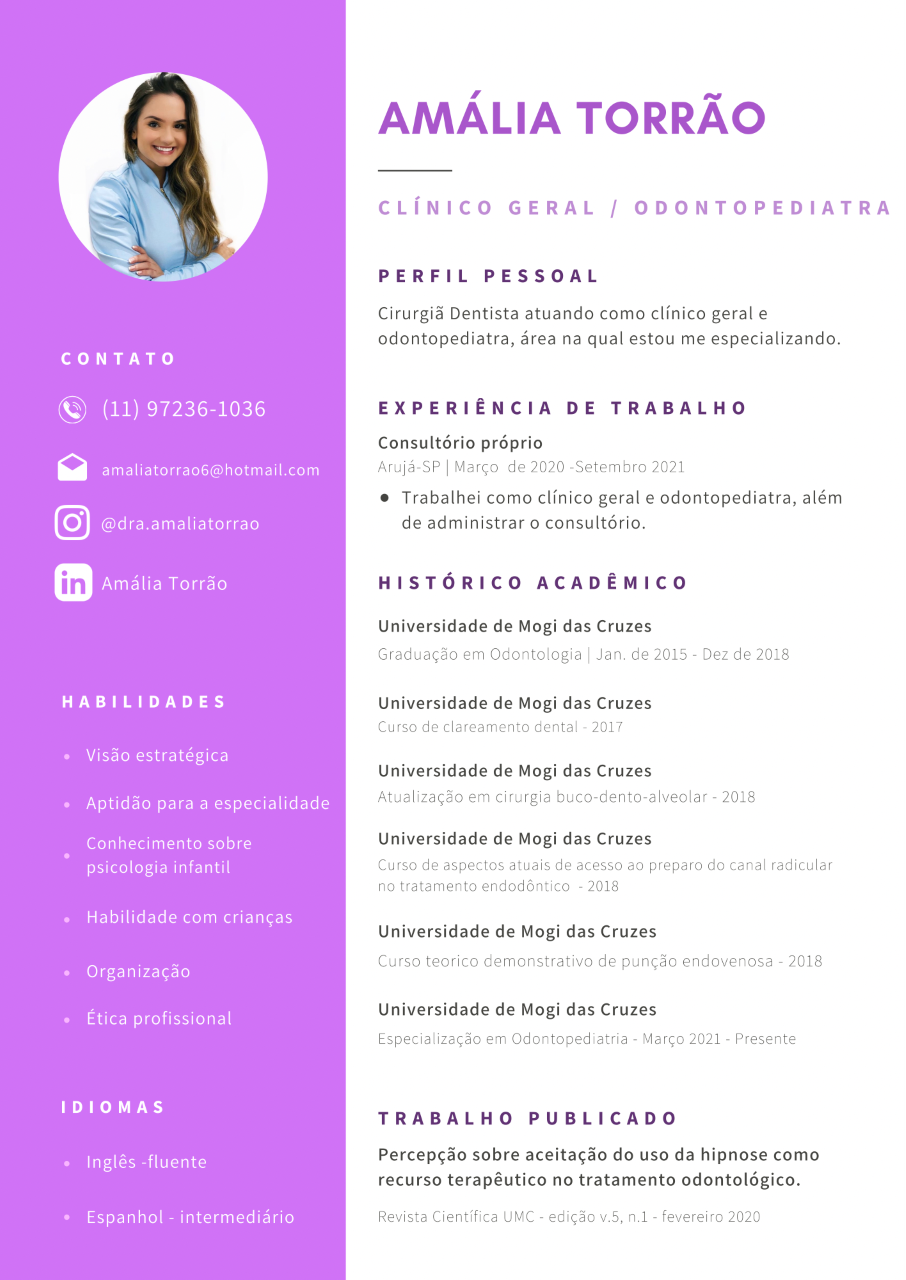 AMÁLIA TORRÃO
CLÍNICO GERAL / ODONTOPEDIATRA
CONTATO
(11) 97236-1036
amaliatorrao6@hotmail.com
@dra.amaliatorrao
in Amália Torrão
HABILIDADES
• Visão estratégica
• Aptidão para a especialidade
• Conhecimento sobre
psicologia infantil
• Habilidade com crianças
• Organização
• Ética profissional
IDIOMAS
• Inglês -fluente
• Espanhol - intermediário
PERFIL PESSOAL
Cirurgiã Dentista atuando como clínico geral e
odontopediatra, área na qual estou me especializando.
EXPERIÊNCIA DE TRABALHO
Consultório próprio
Arujá-SP | Março  de 2020 -Setembro 2021
• Trabalhei como clínico geral e odontopediatra, além
de administrar o consultório.
HISTÓRICO ACADÊMICO
Universidade de Mogi das Cruzes
Graduação em Odontologia | Jan. de 2015 - Dez de 2018
Universidade de Mogi das Cruzes
Curso de clareamento dental - 2017
Universidade de Mogi das Cruzes
Atualização em cirurgia buco-dento-alveolar - 2018
Universidade de Mogi das Cruzes
Curso de aspectos atuais de acesso ao preparo do canal radicular
no tratamento endodôntico  - 2018
Universidade de Mogi das Cruzes
Curso teorico demonstrativo de punção endovenosa - 2018
Universidade de Mogi das Cruzes
Especialização em Odontopediatria - Março 2021 - Presente
TRABALHO PUBLICADO
Percepção sobre aceitação do uso da hipnose como
recurso terapêutico no tratamento odontológico.
Revista Científica UMC - edição v.5, n.1 - fevereiro 2020